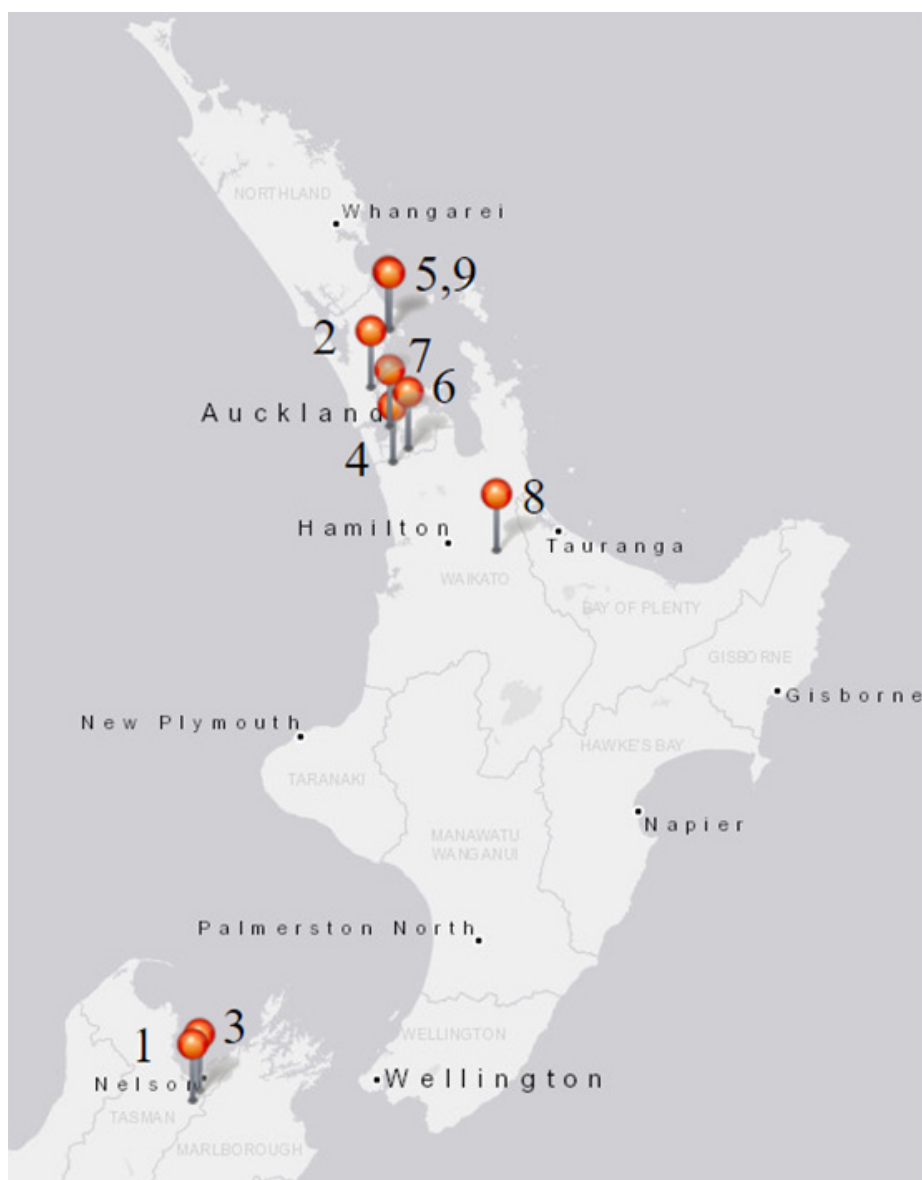 NORTHLAND
Whangarei
5,9
2
7
6
Auckland
4
8
Hamilton
Tauranga
WAIKATO
BAY OF PLENTY
GISBORNE
Gisborne
New Plymouth
HAWKE'S BAY
TARANAKI
Napier
MANAWATU
WANGANUI
Palmerston North
3
1
WELLINGTON
Nelson
Wellington
TASMAN
MARLBOROUGH